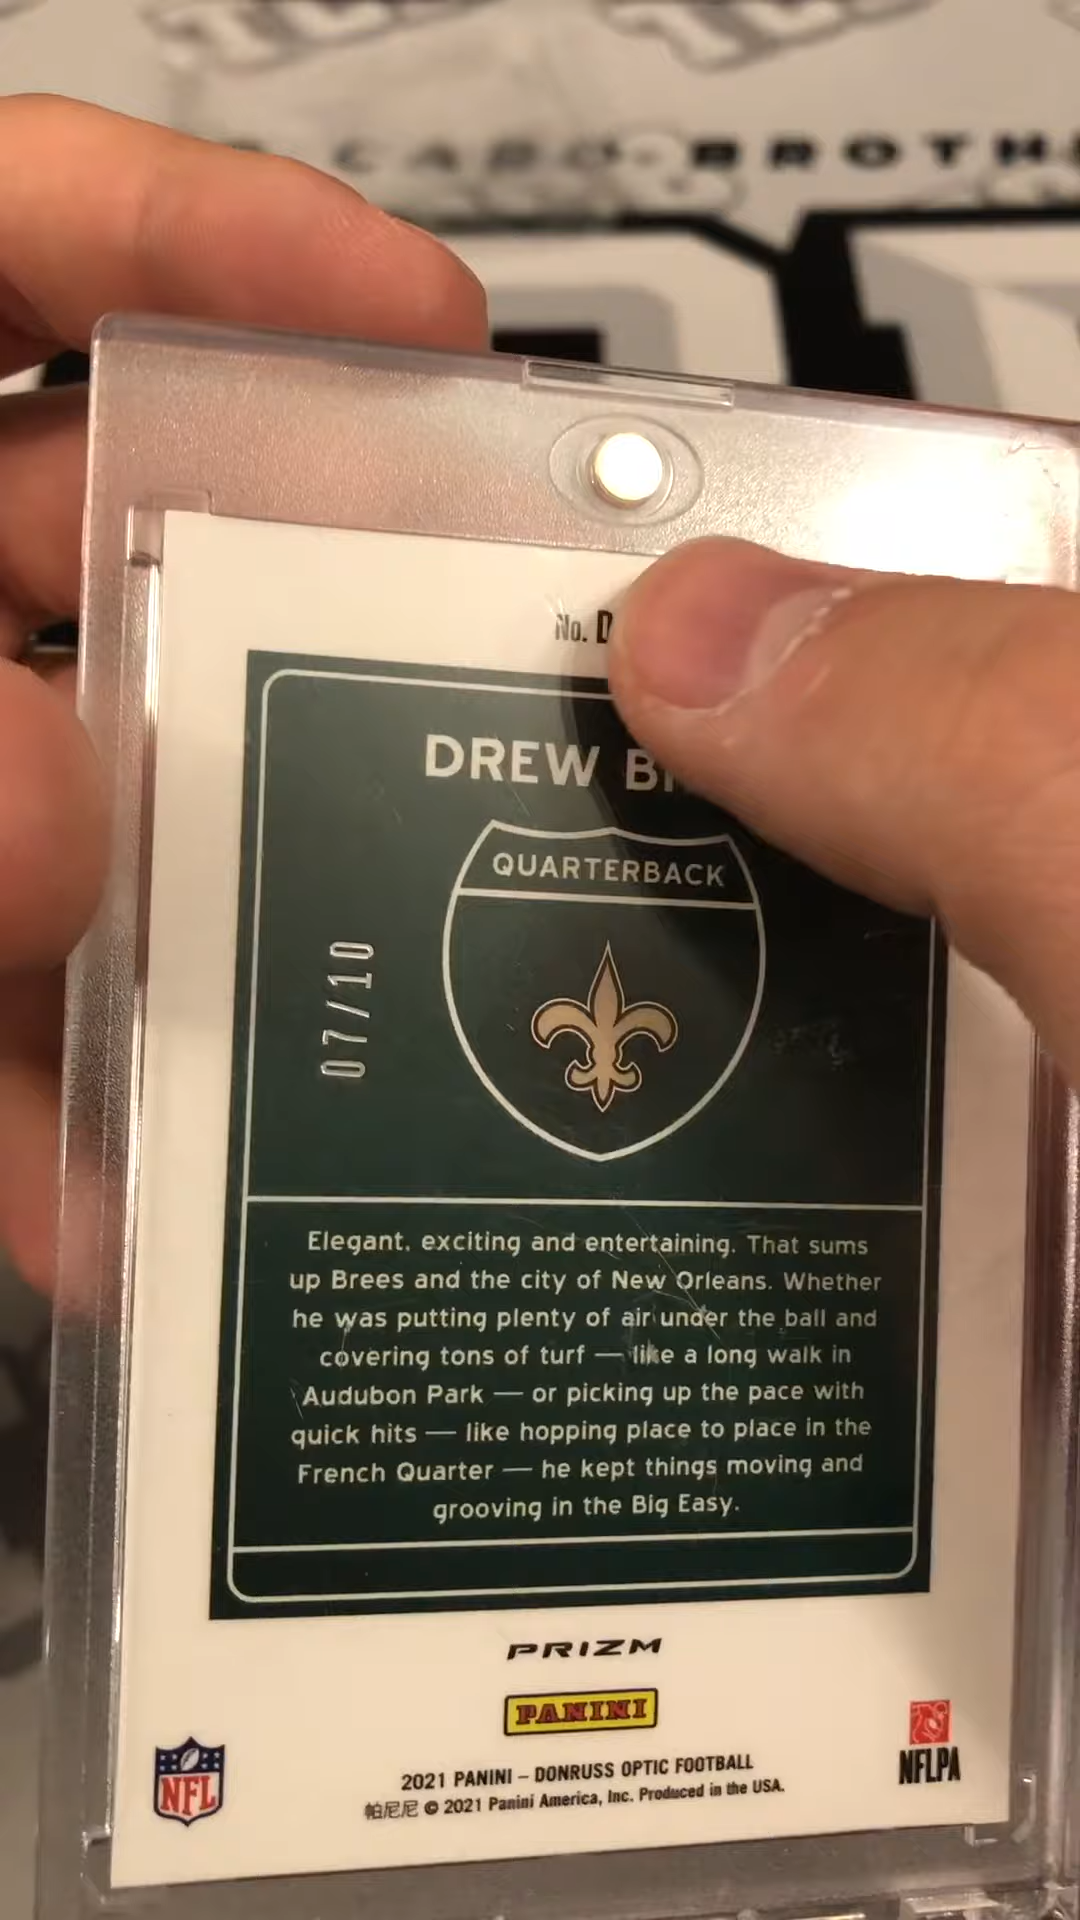 CARD BROTH
No. D
DREW B
QUARTERBACK
07/10
Elegant, exciting and entertaining. That sums
up Brees and the city of New Orleans. Whether
he was putting plenty of air under the ball and
covering tons of turf — like a long walk in
Audubon Park — or picking up the pace with
quick hits — like hopping place to place in the
French Quarter — he kept things moving and
grooving in the Big Easy.
PRIZM
PANINI
NFL
NFLPA
2021 PANINI – DONRUSS OPTIC FOOTBALL
帕尼尼 © 2021 Panini America, Inc. Produced in the USA.